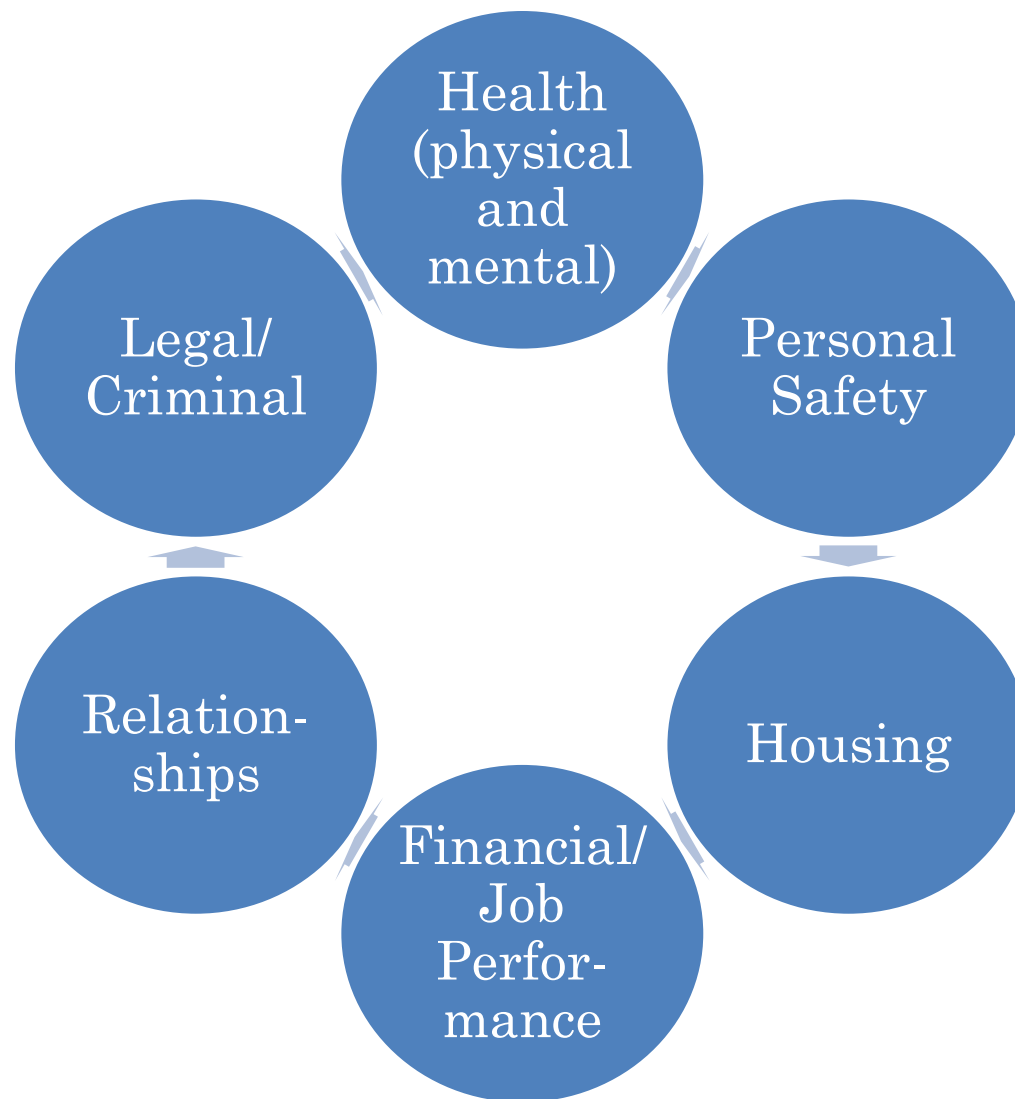 Health
(physical
and
mental)
Personal
Safety
Housing
Financial/
Job
Perfor-
mance
Relation-
ships
Legal/
Criminal